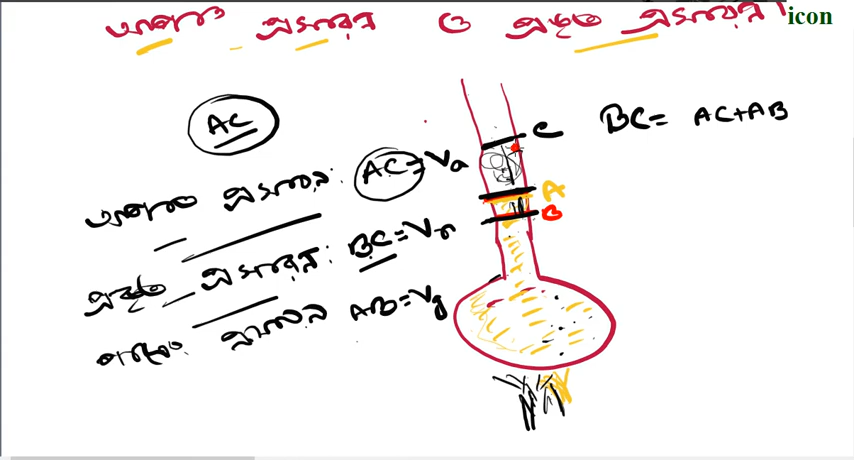 আপাত প্রসারণ ও প্রকৃত প্রসারণ
icon
AC
BC = AC+AB
C
আপাত প্রসারণ: AC = Va
A
B
প্রকৃত প্রসারণ: BC = Vr
পাত্রের প্রসারণ AB = Vg